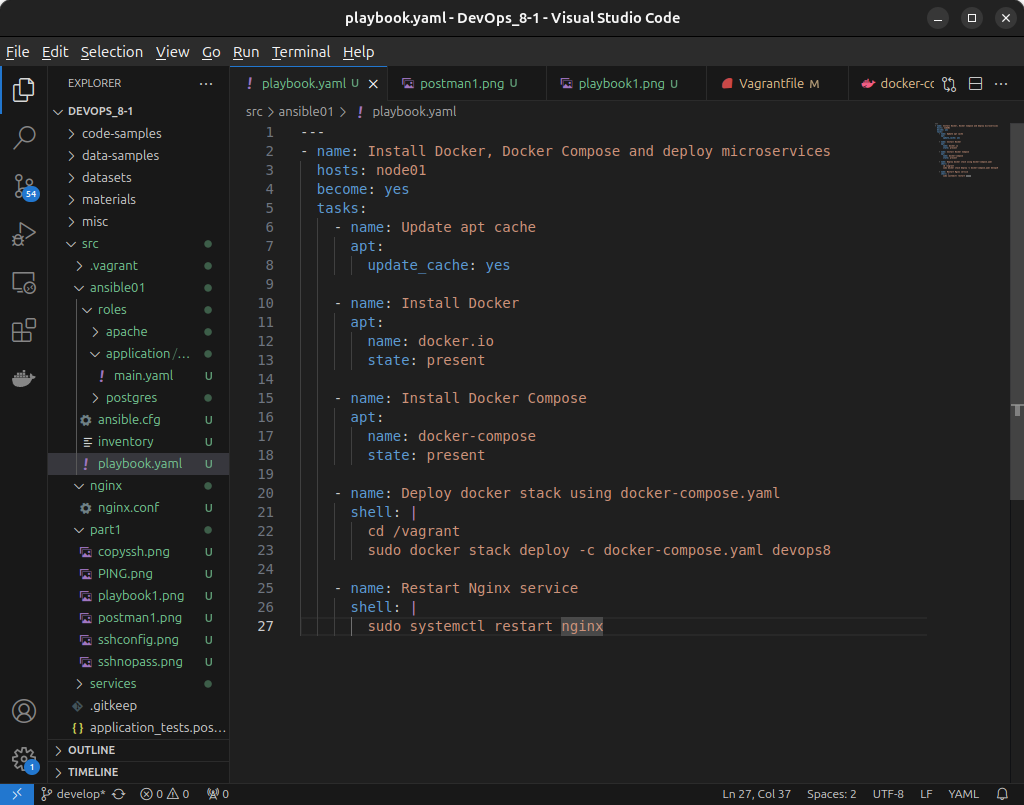 playbook.yaml - DevOps_8-1 - Visual Studio Code
File Edit Selection View Go Run Terminal Help
EXPLORER ···
playbook.yaml U
postman1.png U
playbook1.png U
Vagrantfile M
docker-cc
···
src > ansible01 > ! playbook.yaml
DEVOPS_8-1
code-samples
data-samples
datasets
materials
misc
src
.vagrant
ansible01
roles
apache
application/...
! main.yaml U
postgres
ansible.cfg U
inventory U
! playbook.yaml U
nginx
nginx.conf U
part1
copyssh.png U
PING.png U
playbook1.png U
postman1.png U
sshconfig.png U
sshnopass.png U
services
.gitkeep
{} application_tests.pos...
OUTLINE
TIMELINE
54
1
1 ---
2 - name: Install Docker, Docker Compose and deploy microservices
3 hosts: node01
4 become: yes
5 tasks:
6 - name: Update apt cache
7 apt:
8 update_cache: yes
9
10 - name: Install Docker
11 apt:
12 name: docker.io
13 state: present
14
15 - name: Install Docker Compose
16 apt:
17 name: docker-compose
18 state: present
19
20 - name: Deploy docker stack using docker-compose.yaml
21 shell: |
22 cd /vagrant
23 sudo docker stack deploy -c docker-compose.yaml devops8
24
25 - name: Restart Nginx service
26 shell: |
27 sudo systemctl restart nginx
develop* 0 0 0 Ln 27, Col 37 Spaces: 2 UTF-8 LF YAML